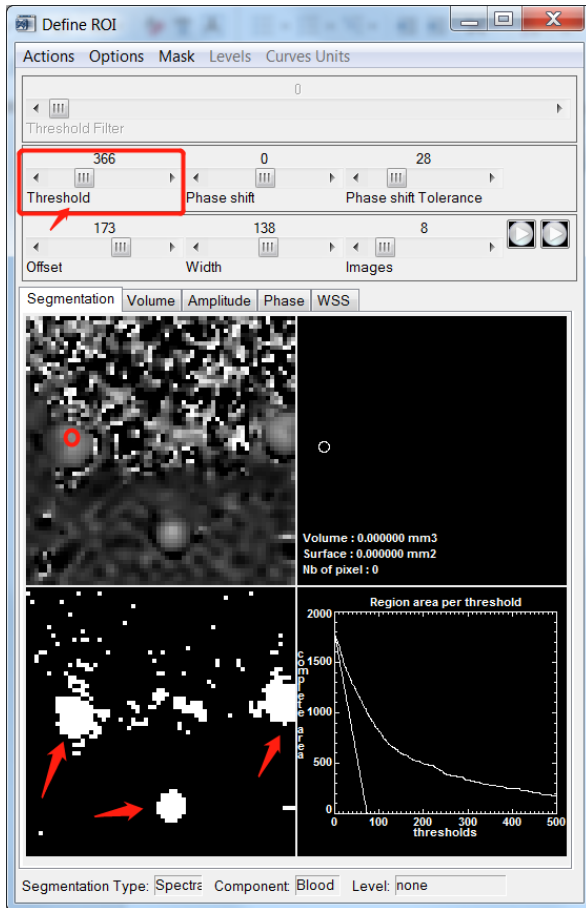 Define ROI
Actions Options Mask Levels Curves Units
0
Threshold Filter
366 0 28
Threshold Phase shift Phase shift Tolerance
173 138 8
Offset Width Images
Segmentation Volume Amplitude Phase WSS
Volume : 0.000000 mm3
Surface : 0.000000 mm2
Nb of pixel : 0
Region area per threshold
2000
1500
1000
500
0
complete area
0 100 200 300 400 500
thresholds
Segmentation Type: Spectra Component: Blood Level: none